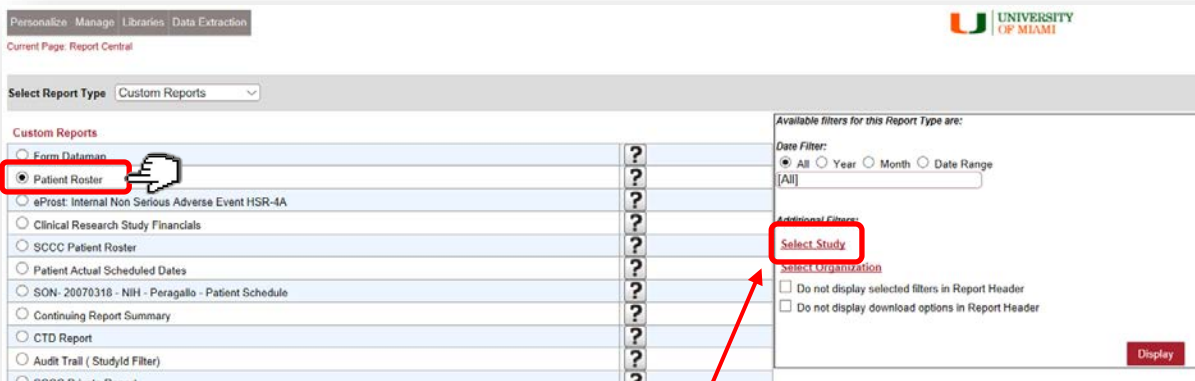 Personalize Manage Libraries Data Extraction
UNIVERSITY
OF MIAMI
Current Page: Report Central
Select Report Type Custom Reports
Custom Reports
Form Datamap ?
Patient Roster ?
eProst: Internal Non Serious Adverse Event HSR-4A ?
Clinical Research Study Financials ?
SCCC Patient Roster ?
Patient Actual Scheduled Dates ?
SON- 20070318 - NIH - Peragallo - Patient Schedule ?
Continuing Report Summary ?
CTD Report ?
Audit Trail ( StudyId Filter) ?
Available filters for this Report Type are:
Date Filter:
All Year Month Date Range
[All]
Additional Filters:
Select Study
Select Organization
Do not display selected filters in Report Header
Do not display download options in Report Header
Display